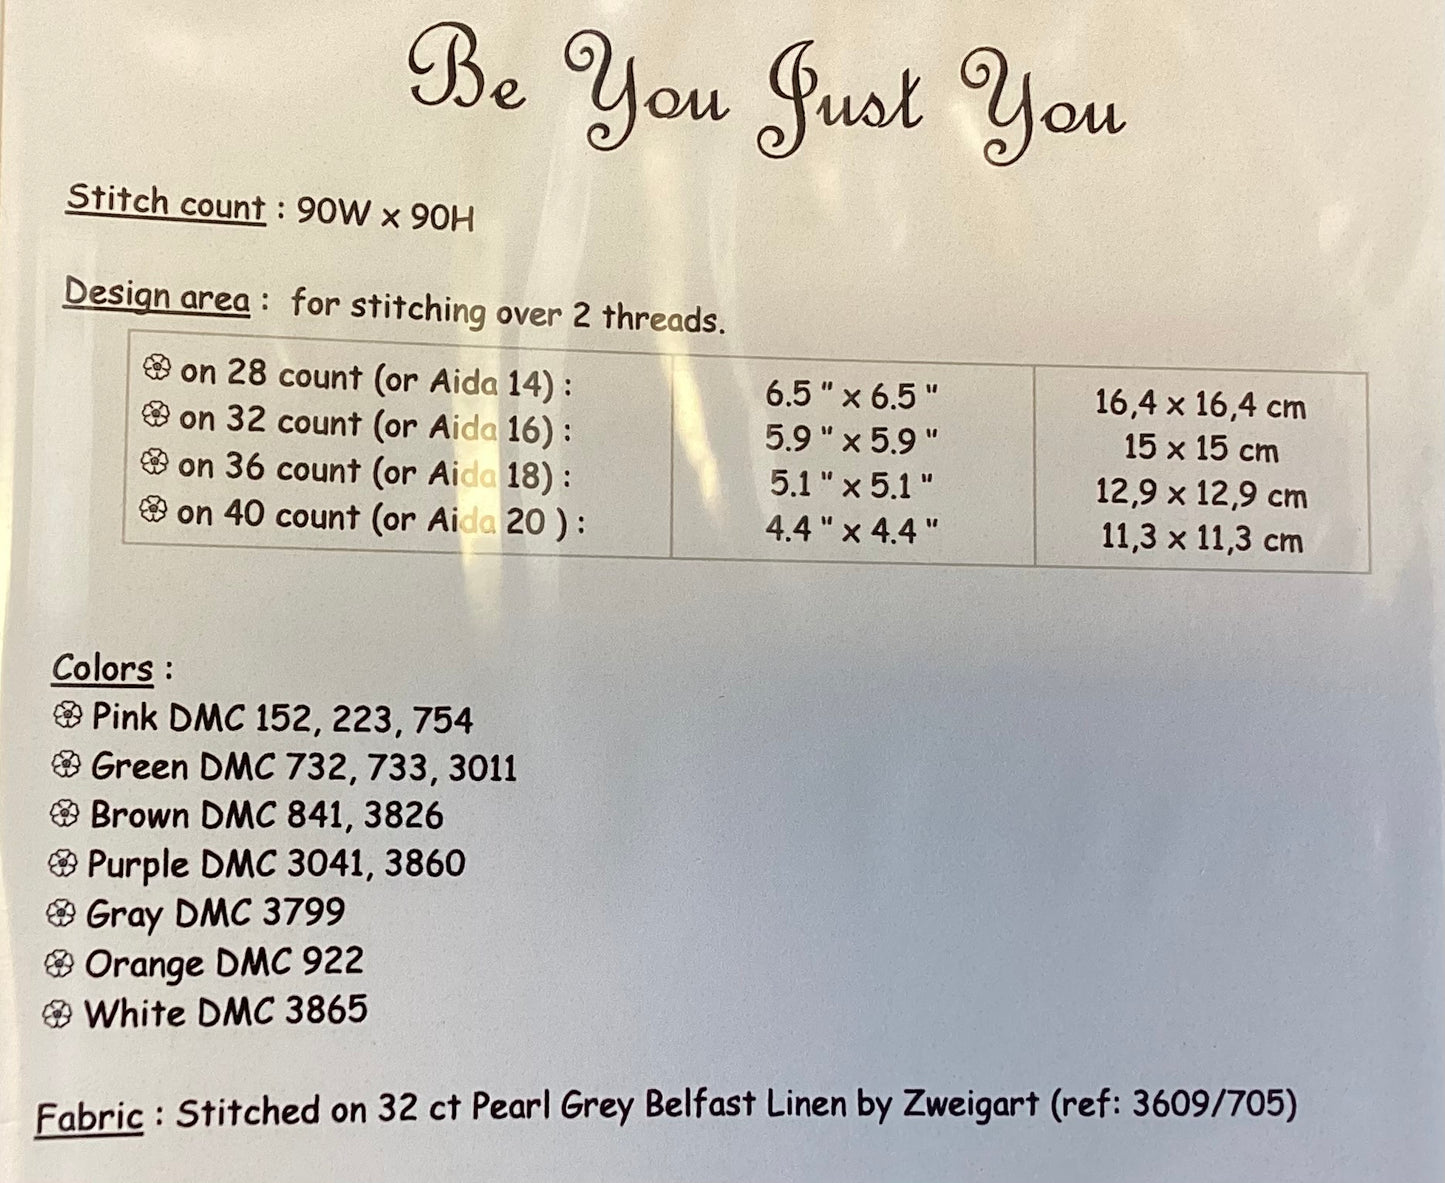 Be You Just You
Stitch count : 90W x 90H
Design area : for stitching over 2 threads.
on 28 count (or Aida 14) : 6.5 " x 6.5 " 16,4 x 16,4 cm
on 32 count (or Aida 16) : 5.9 " x 5.9 " 15 x 15 cm
on 36 count (or Aida 18) : 5.1 " x 5.1 " 12,9 x 12,9 cm
on 40 count (or Aida 20 ) : 4.4 " x 4.4 " 11,3 x 11,3 cm
Colors :
Pink DMC 152, 223, 754
Green DMC 732, 733, 3011
Brown DMC 841, 3826
Purple DMC 3041, 3860
Gray DMC 3799
Orange DMC 922
White DMC 3865
Fabric : Stitched on 32 ct Pearl Grey Belfast Linen by Zweigart (ref: 3609/705)